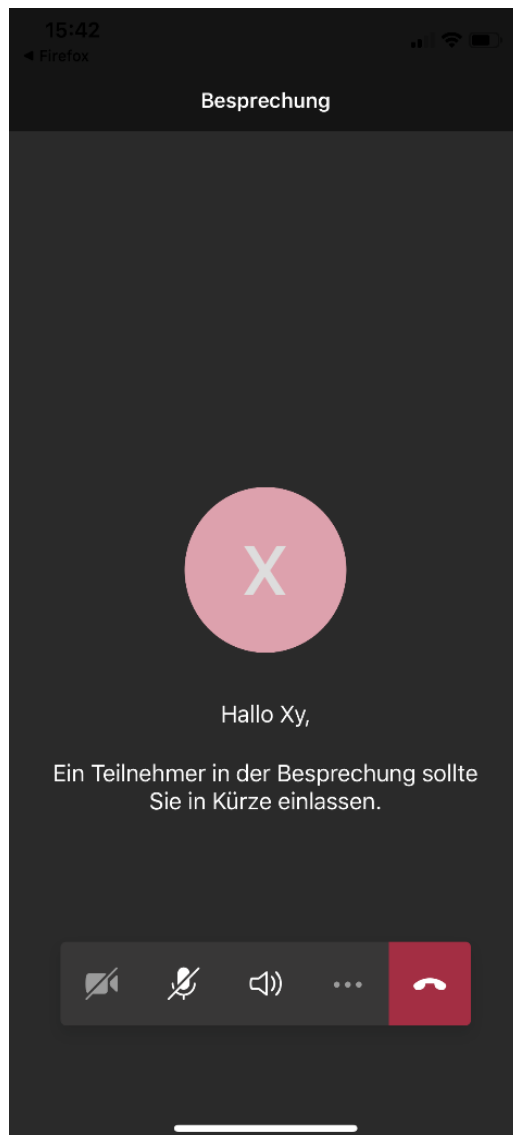 15:42
◀ Firefox
Besprechung
X
Hallo Xy,
Ein Teilnehmer in der Besprechung sollte
Sie in Kürze einlassen.